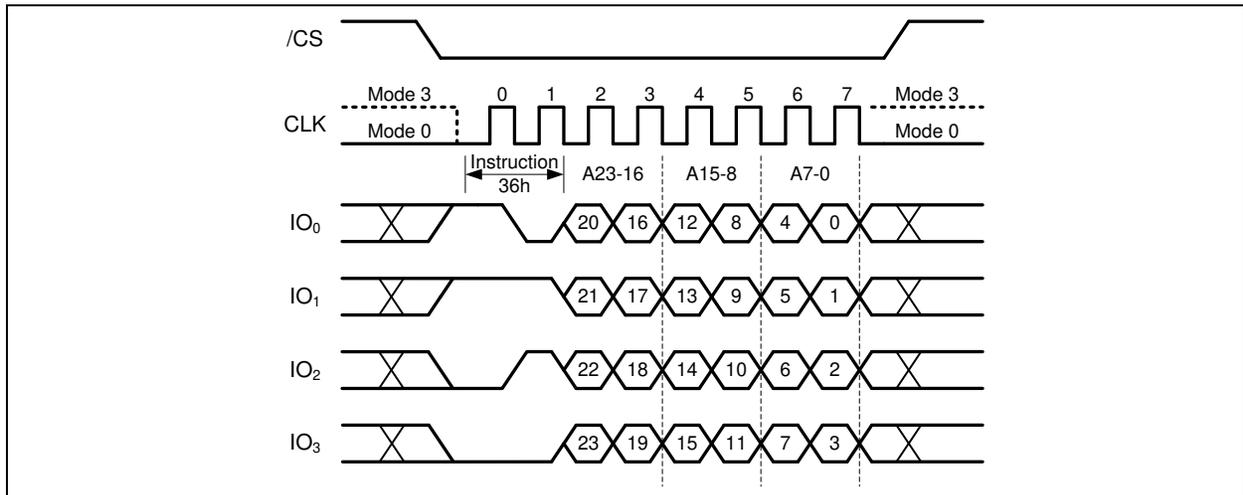 /CS
Mode 3 0 1 2 3 4 5 6 7 Mode 3
CLK
Mode 0 Mode 0
Instruction A23-16 A15-8 A7-0
36h
IO0 20 16 12 8 4 0
IO1 21 17 13 9 5 1
IO2 22 18 14 10 6 2
IO3 23 19 15 11 7 3